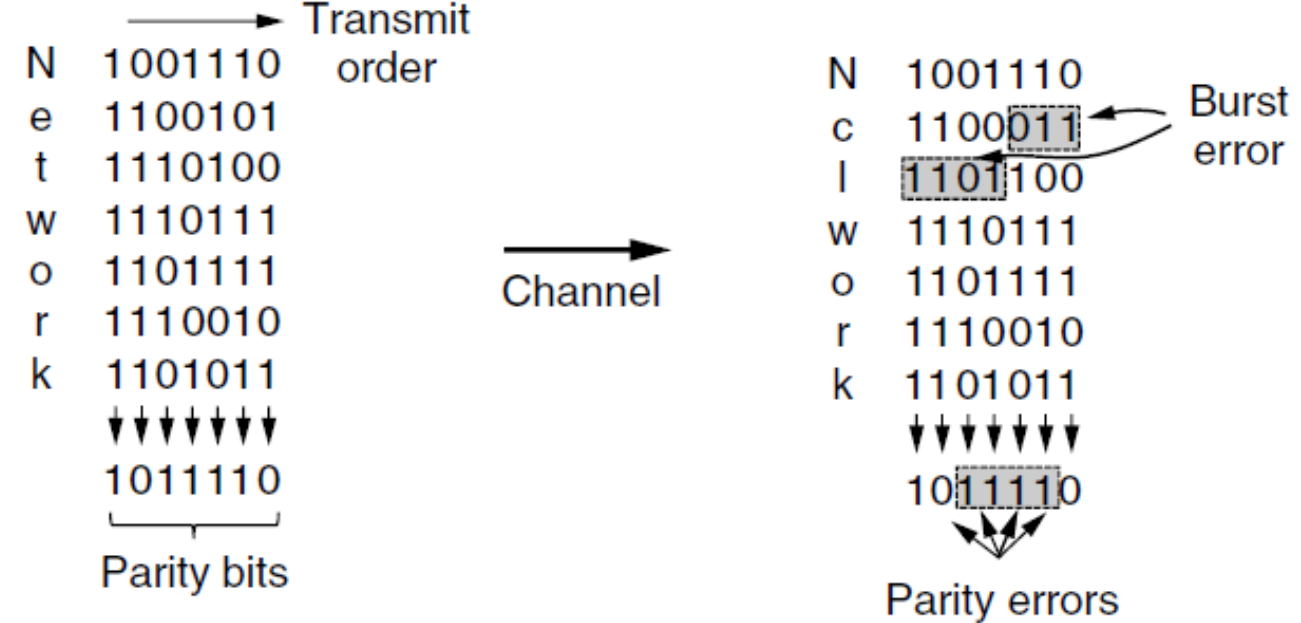 Transmit
order
N 1001110
e 1100101
t 1110100
w 1110111
o 1101111
r 1110010
k 1101011
1011110
Parity bits
Channel
N 1001110
c 1100011
l 1101100
w 1110111
o 1101111
r 1110010
k 1101011
1011110
Burst
error
Parity errors